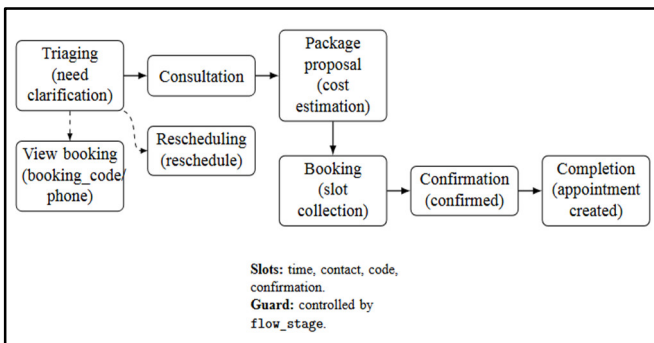 Triaging
(need
clarification)
Consultation
Package
proposal
(cost
estimation)
View booking
(booking_code/
phone)
Rescheduling
(reschedule)
Booking
(slot
collection)
Confirmation
(confirmed)
Completion
(appointment
created)
Slots: time, contact, code,
confirmation.
Guard: controlled by
flow_stage.